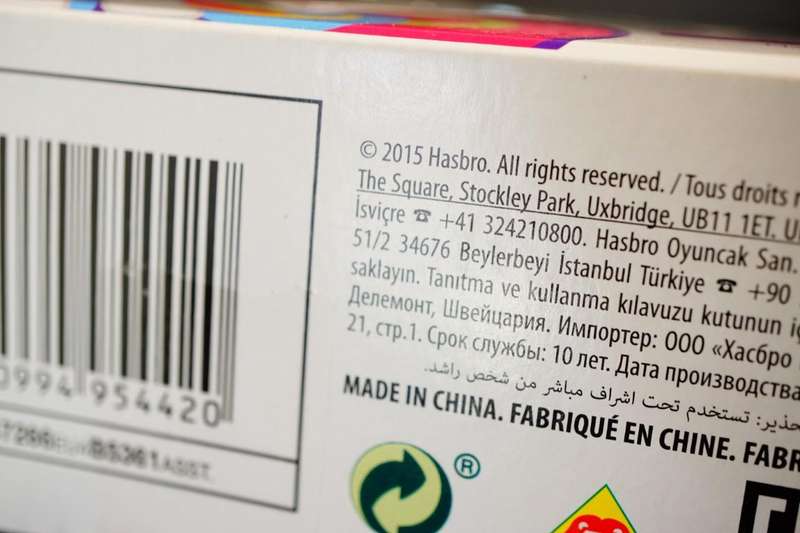 © 2015 Hasbro. All rights reserved. / Tous droits
The Square, Stockley Park, Uxbridge, UB11 1ET.
İsviçre ☎ +41 324210800. Hasbro Oyuncak San.
51/2 34676 Beylerbeyi İstanbul Türkiye ☎ +90
saklayın. Tanıtma ve kullanma kılavuzu kutunun
Делемонт, Швейцария. Импортер: ООО «Хасбро
21, стр.1. Срок службы: 10 лет. Дата производства
تستخدم تحت اشراف مباشر من شخص راشد.
MADE IN CHINA. FABRIQUÉ EN CHINE.
®
0994 954420
B5361 ASST.